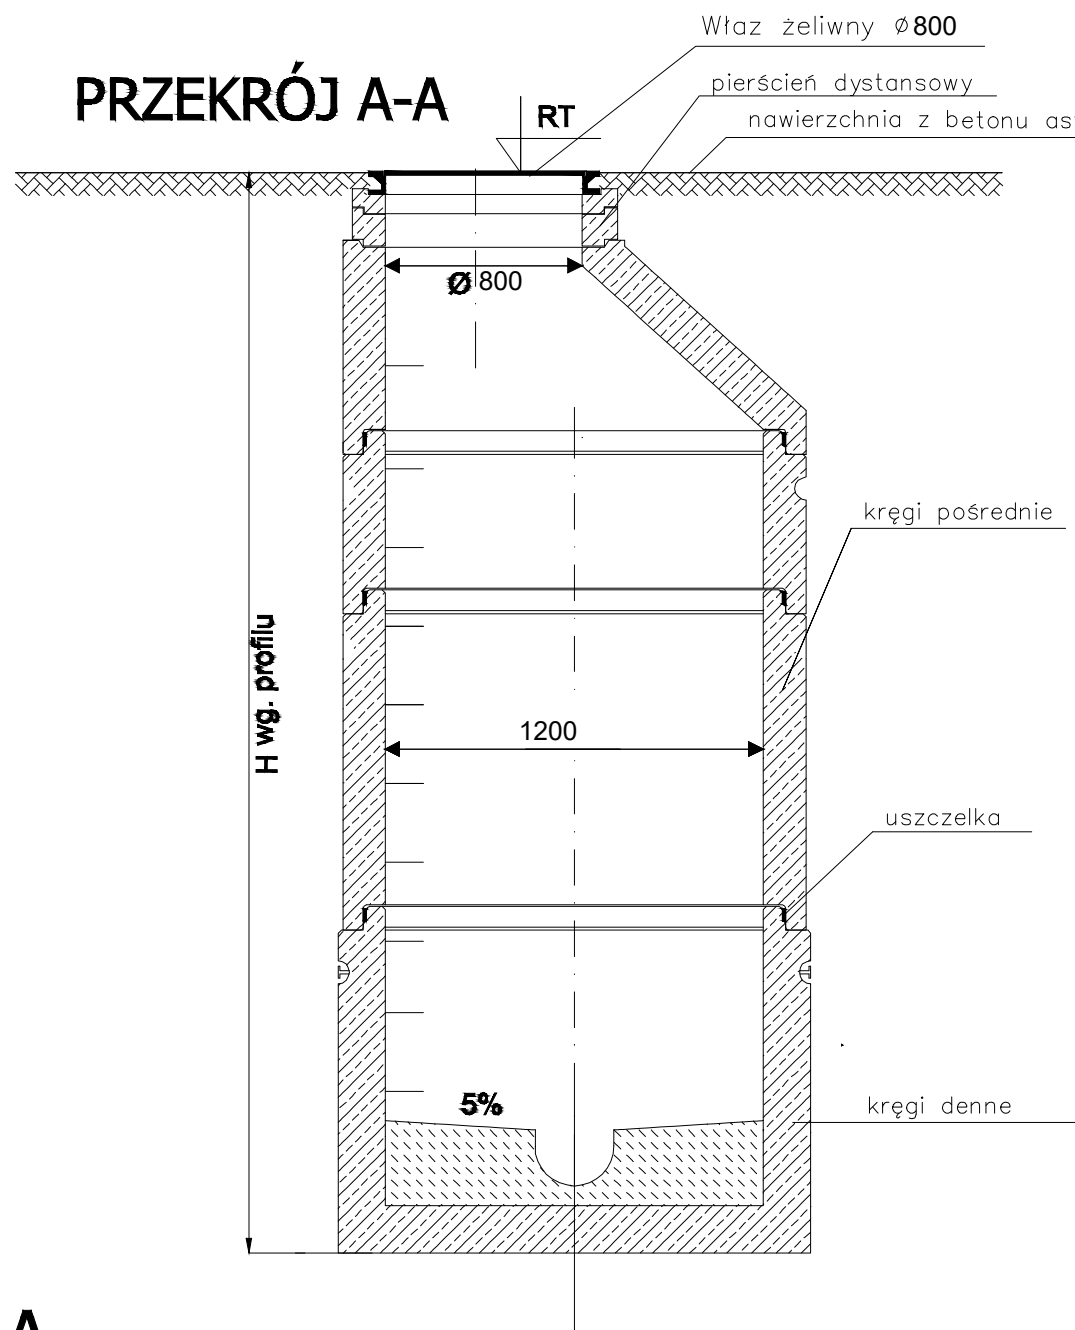 Właz żeliwny ⌀800
PRZEKRÓJ A-A
pierścień dystansowy
RT
nawierzchnia z betonu as
Ø 800
kręgi pośrednie
H wg. profilu
1200
uszczelka
5%
kręgi denne
A